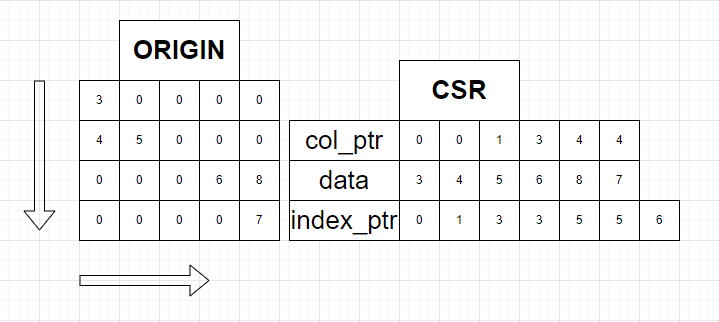 ORIGIN
3 0 0 0 0
4 5 0 0 0
0 0 0 6 8
0 0 0 0 7
CSR
col_ptr 0 0 1 3 4 4
data 3 4 5 6 8 7
index_ptr 0 1 3 3 5 5 6